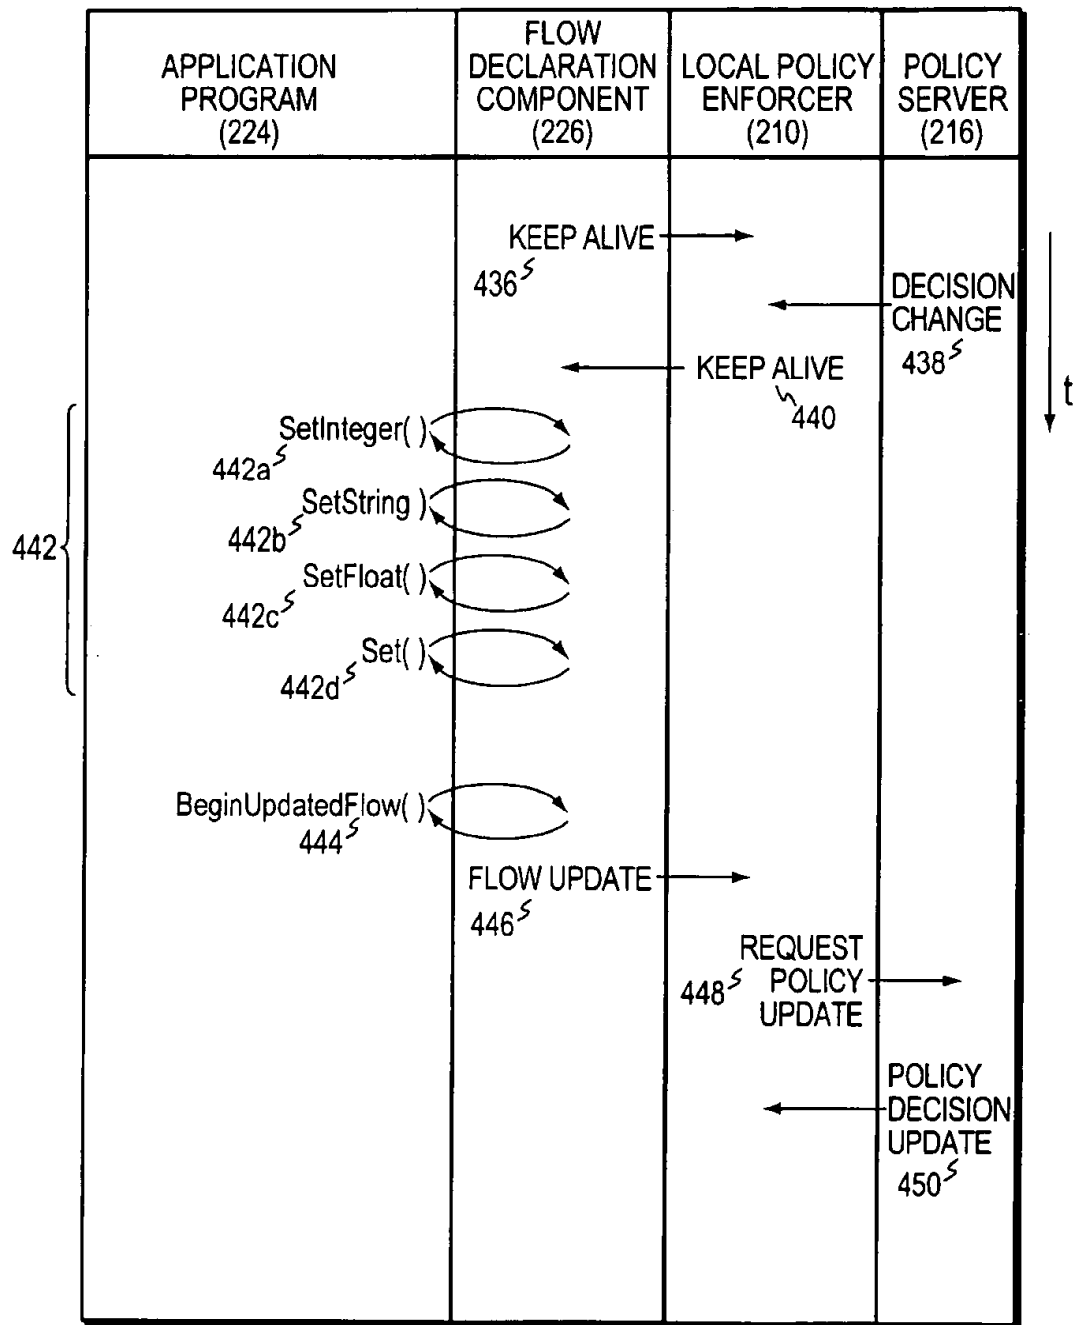 APPLICATION
PROGRAM
(224)
FLOW
DECLARATION
COMPONENT
(226)
LOCAL POLICY
ENFORCER
(210)
POLICY
SERVER
(216)
KEEP ALIVE
436
DECISION
CHANGE
438
t
KEEP ALIVE
440
442
SetInteger( )
442a
SetString )
442b
SetFloat( )
442c
Set( )
442d
BeginUpdatedFlow( )
444
FLOW UPDATE
446
REQUEST
POLICY
UPDATE
448
POLICY
DECISION
UPDATE
450